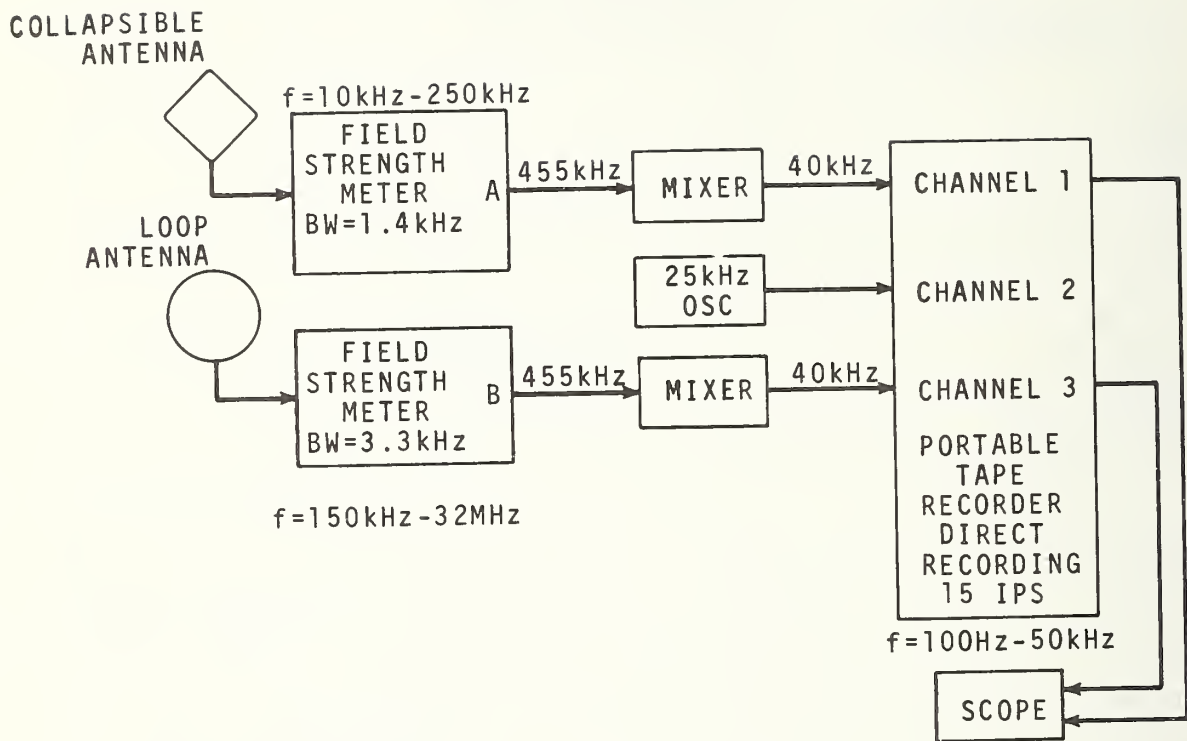 COLLAPSIBLE
ANTENNA
f=10kHz-250kHz
FIELD
STRENGTH
METER
A
BW=1.4kHz
455kHz
MIXER
40kHz
CHANNEL 1
LOOP
ANTENNA
25kHz
OSC
CHANNEL 2
FIELD
STRENGTH
METER
B
BW=3.3kHz
455kHz
MIXER
40kHz
CHANNEL 3
PORTABLE
TAPE
RECORDER
DIRECT
RECORDING
15 IPS
f=150kHz-32MHz
f=100Hz-50kHz
SCOPE